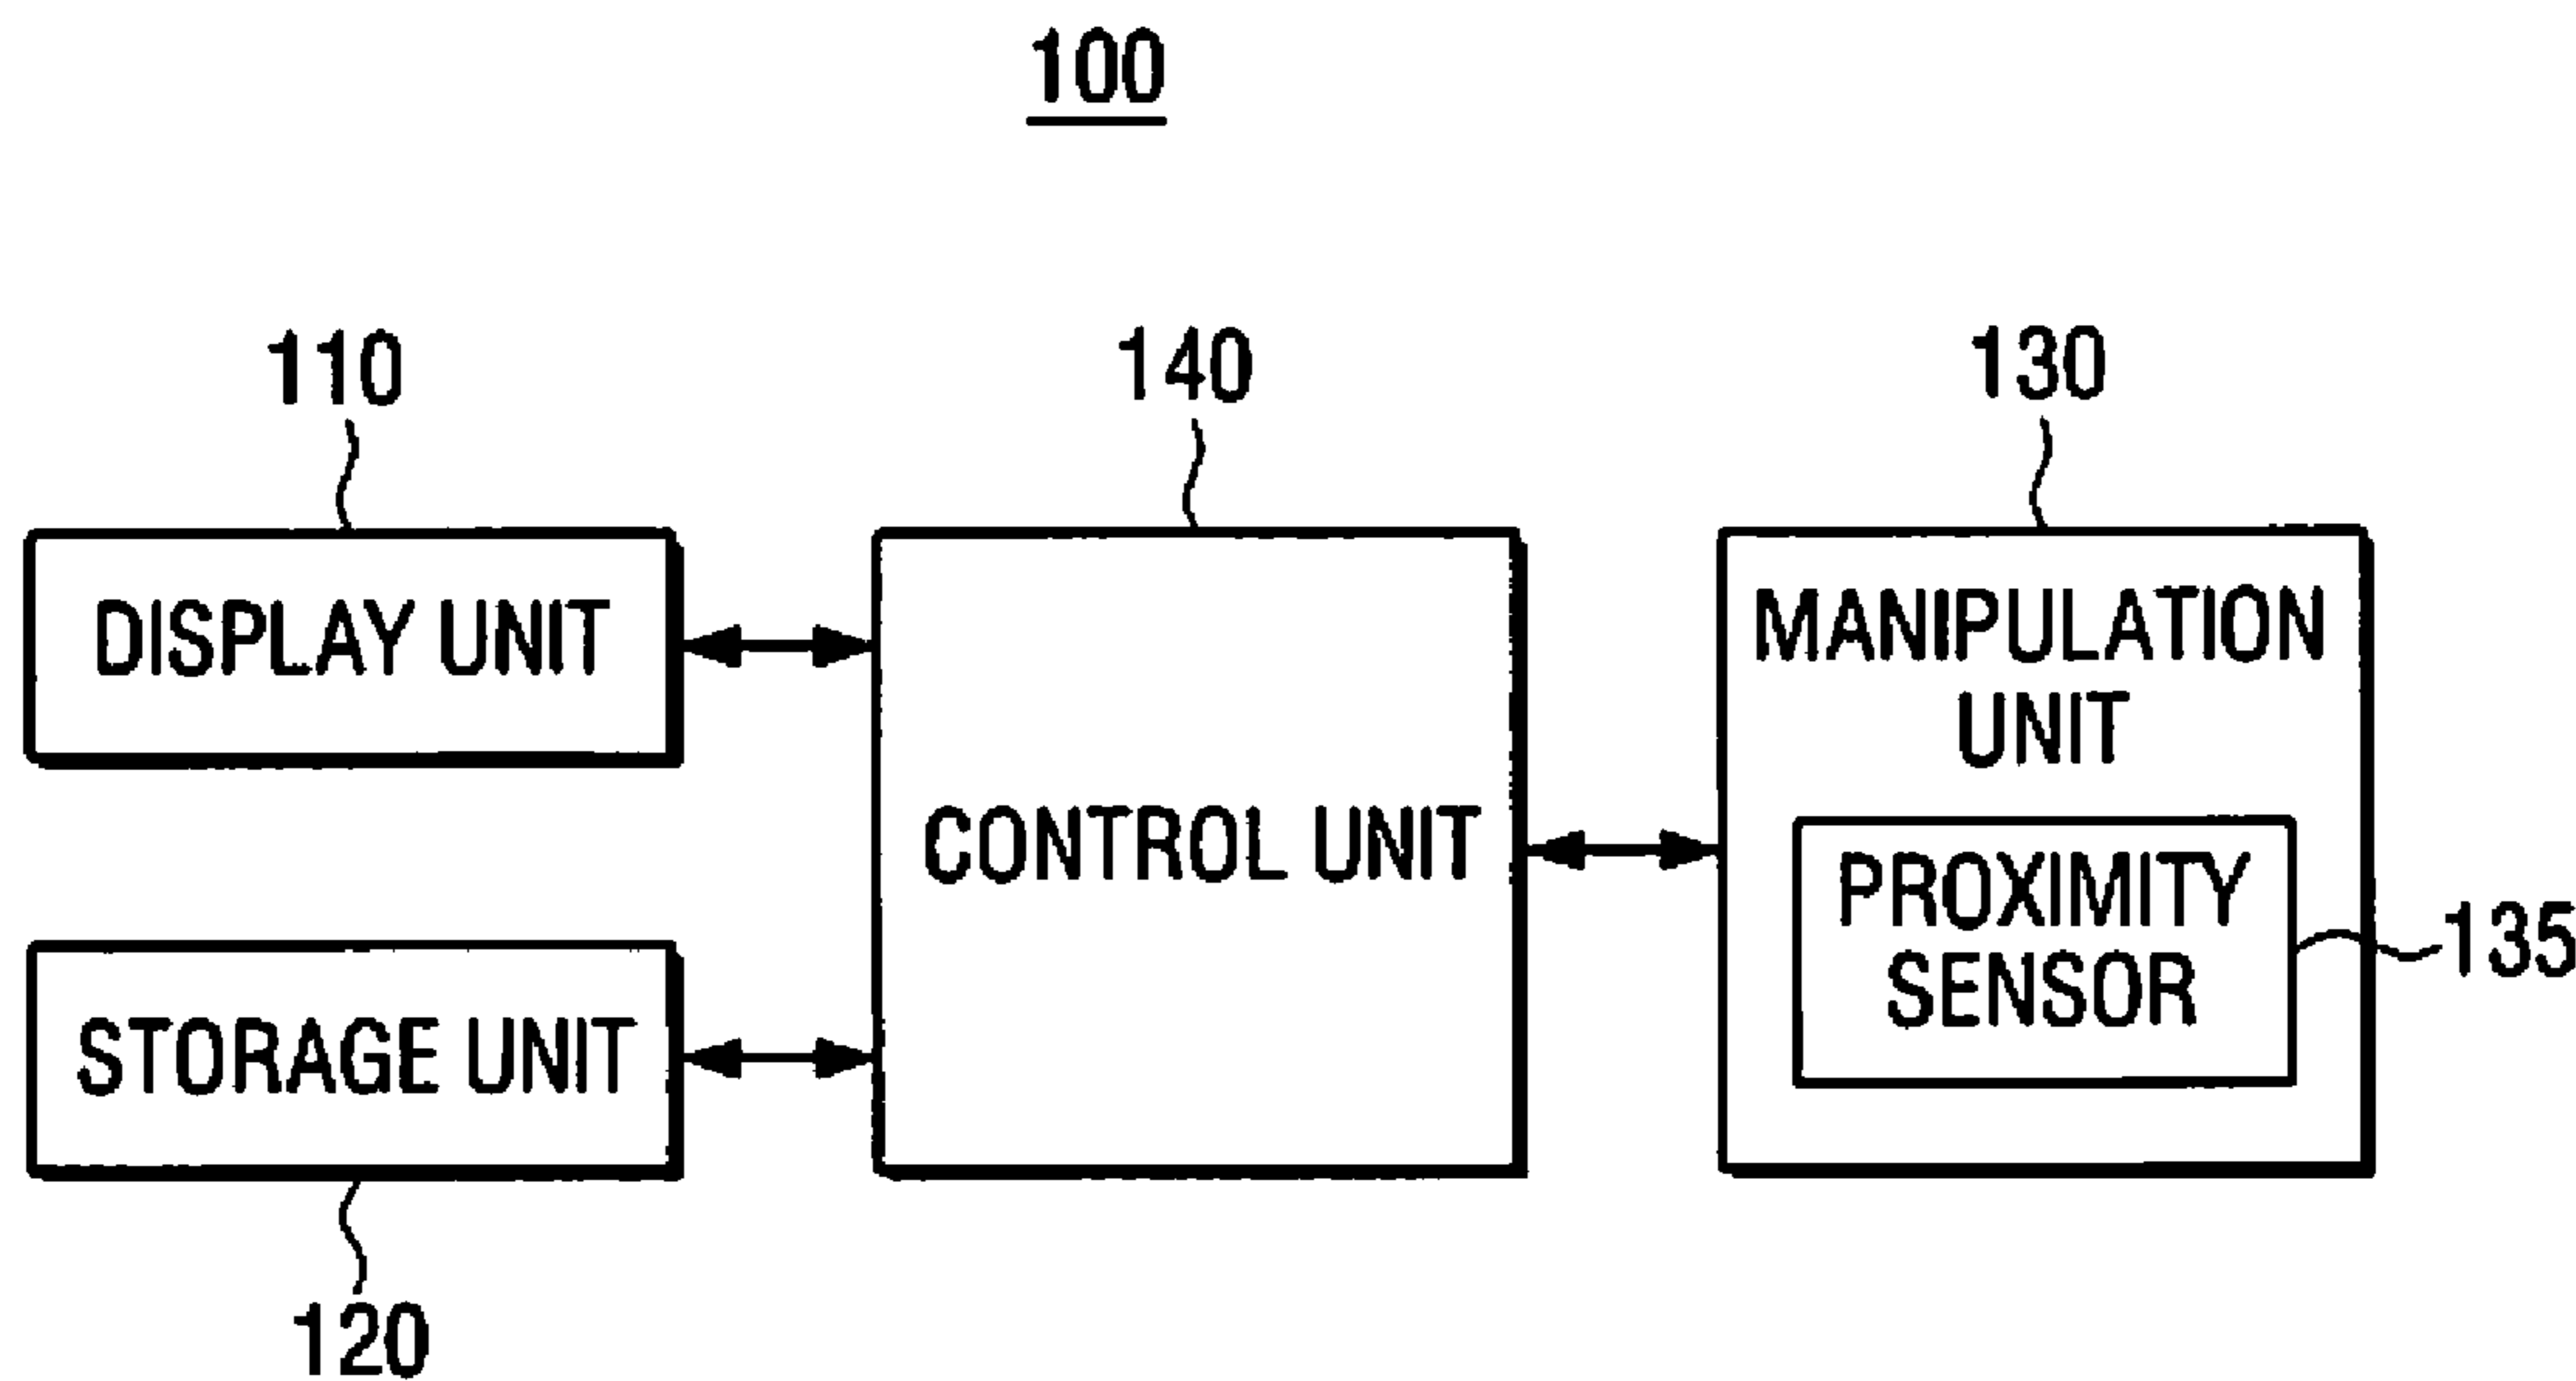 100
110
140
130
DISPLAY UNIT
CONTROL UNIT
MANIPULATION
UNIT
PROXIMITY
SENSOR
135
STORAGE UNIT
120